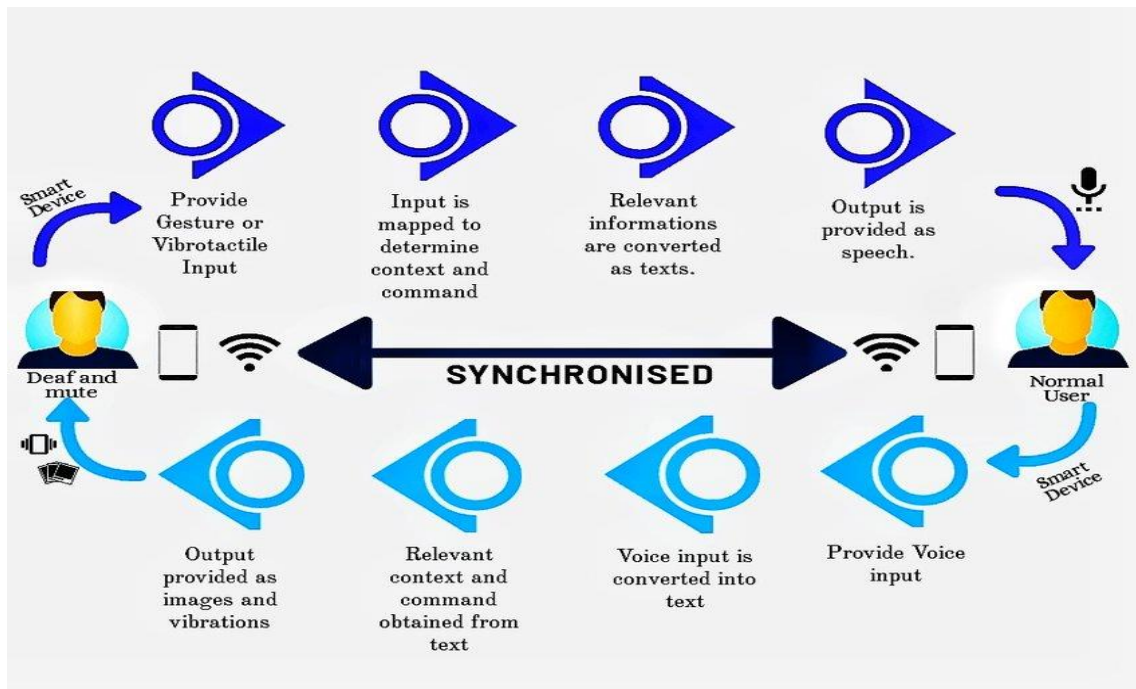 Smart
Device
Provide
Gesture or
Vibrotactile
Input
Input is
mapped to
determine
context and
command
Relevant
informations
are converted
as texts.
Output is
provided as
speech.
Deaf and
mute
SYNCHRONISED
Normal
User
Smart
Device
Provide Voice
input
Voice input is
converted into
text
Relevant
context and
command
obtained from
text
Output
provided as
images and
vibrations